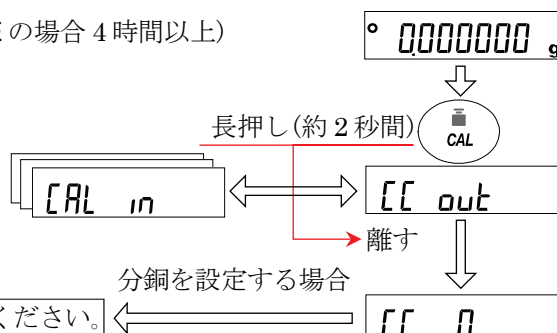 の場合 4 時間以上)
0.000000 g
長押し(約 2 秒間)
CAL
CAL in
CC out
離す
分銅を設定する場合
ください。
CC 0